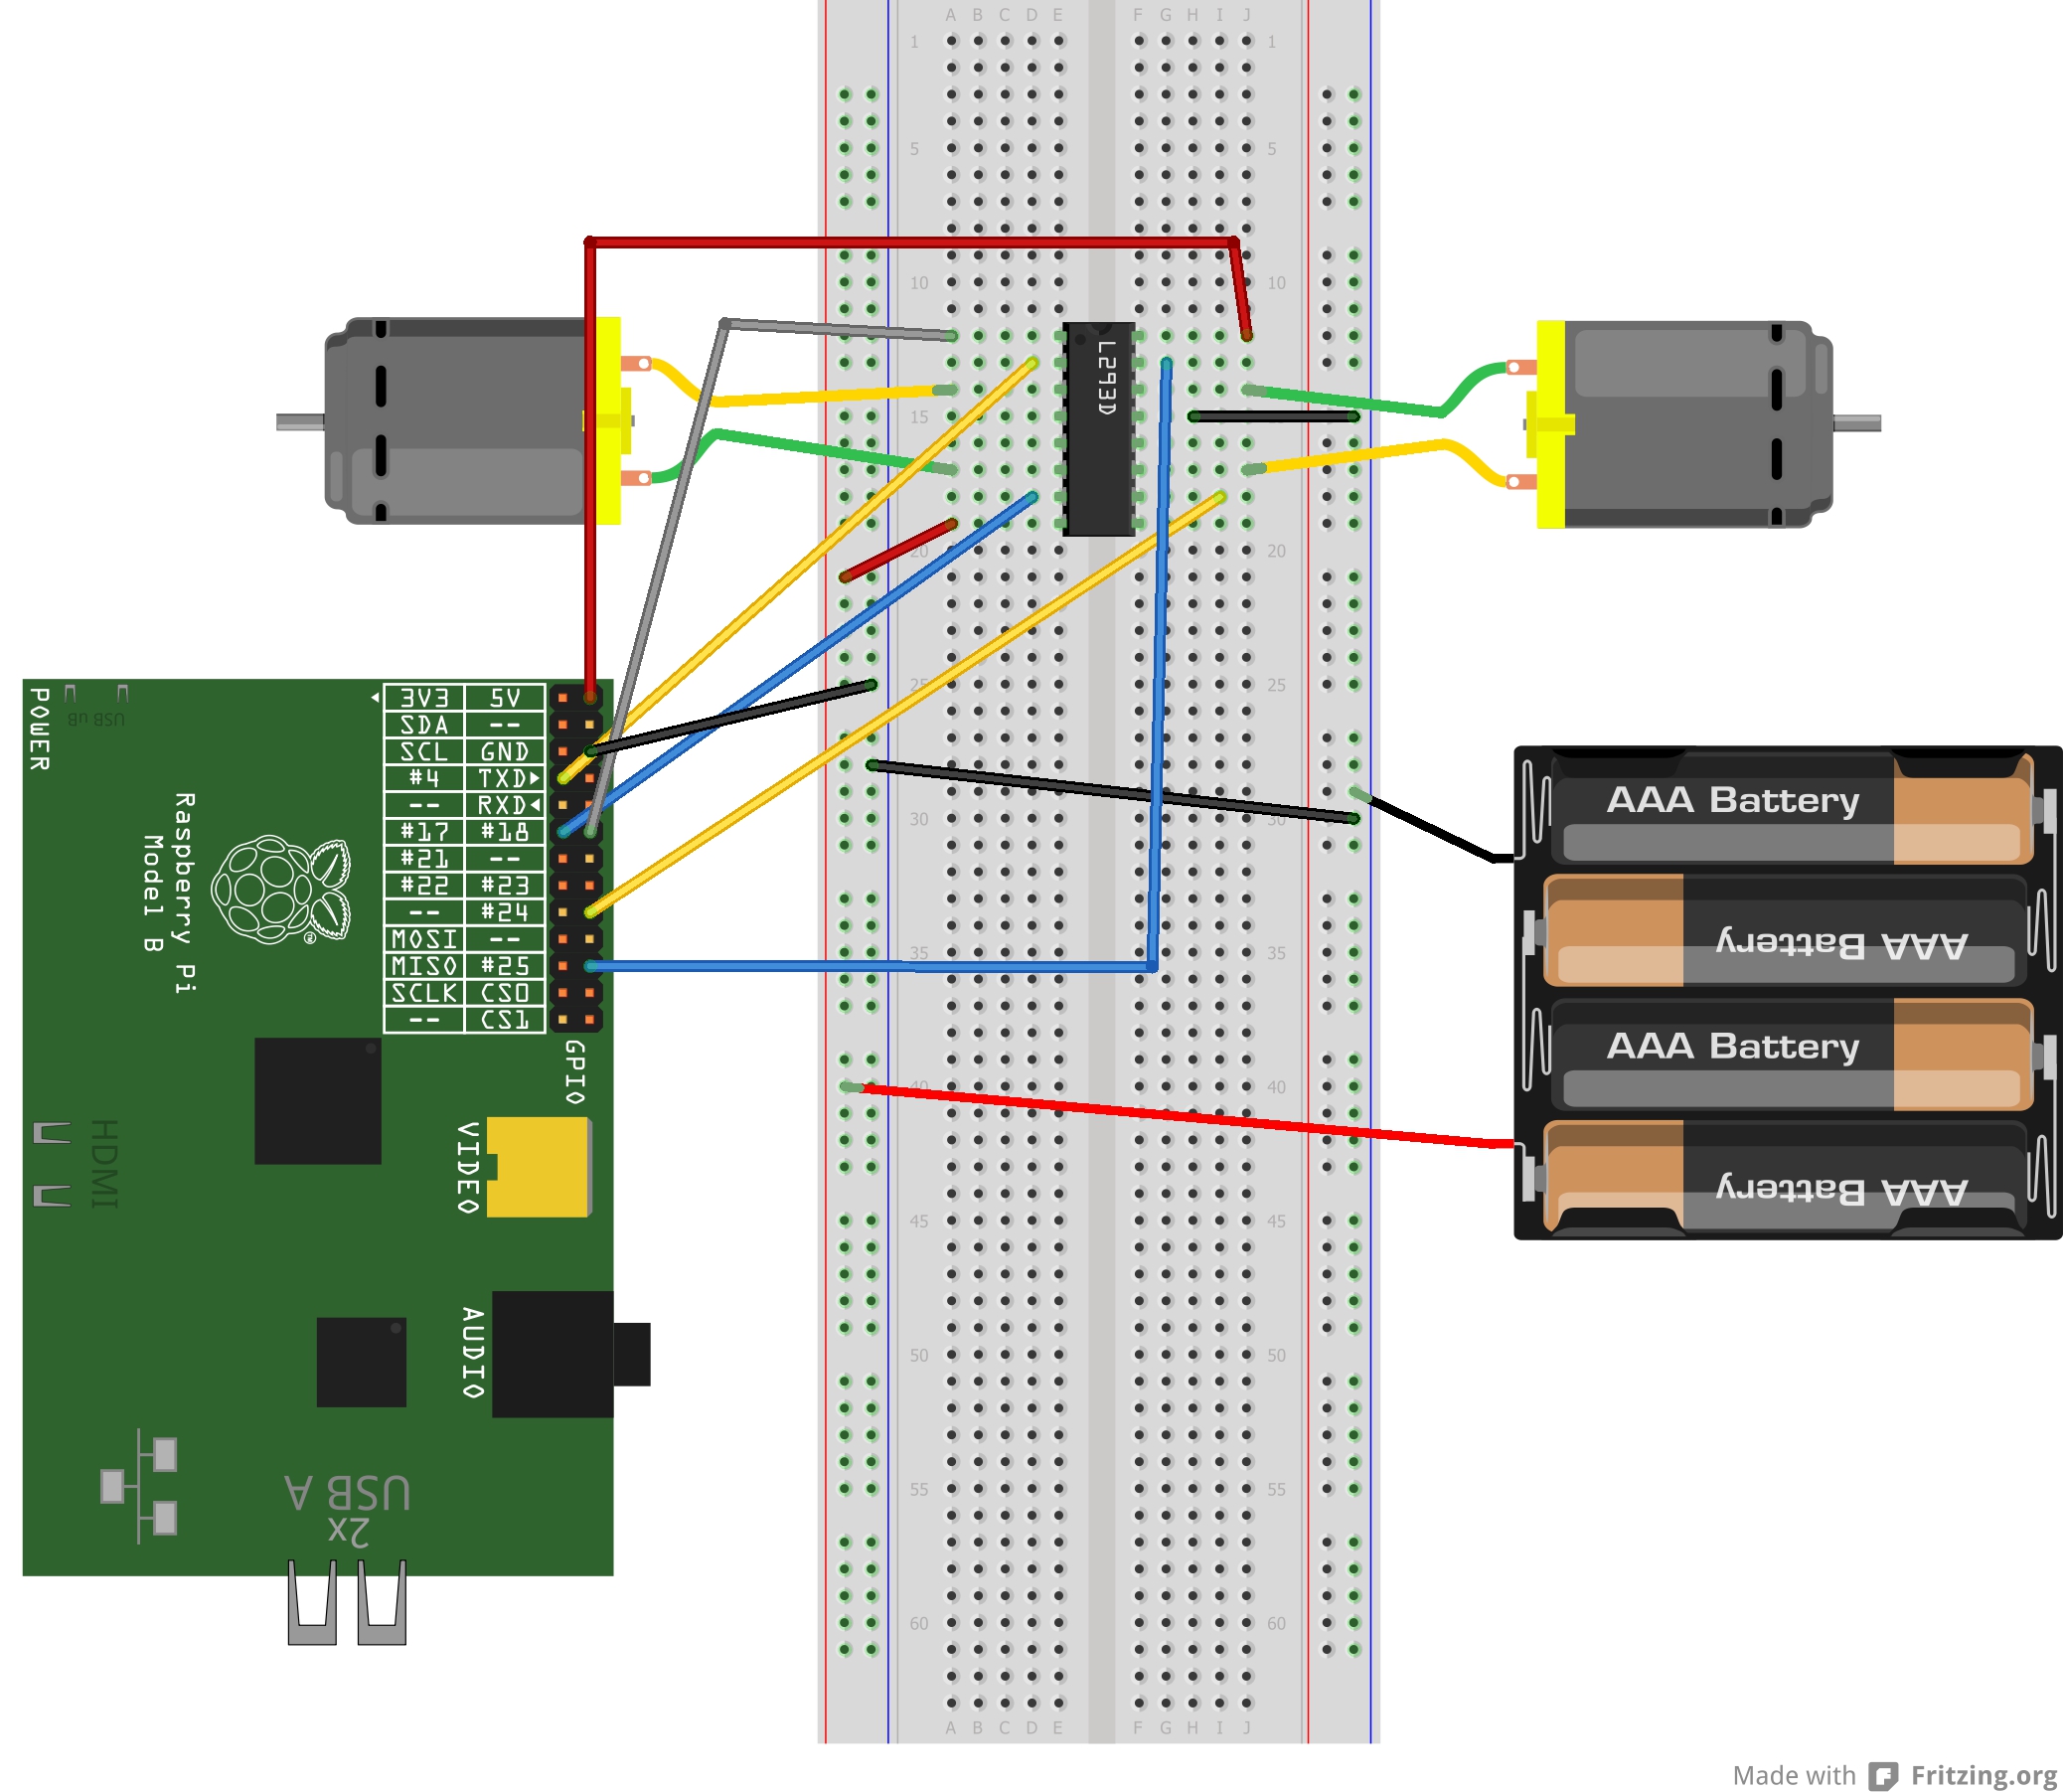 A B C D E F G H I J
1 1
5 5
10 10
L293D
15 15
20 20
25 25
30 30
35 35
40 40
45 45
50 50
55 55
60 60
A B C D E F G H I J
POWER
USB uB
3V3 5V
SDA --
SCL GND
#4 TXD
-- RXD
#17 #18
#21 --
#22 #23
-- #24
MOSI --
MISO #25
SCLK CS0
-- CS1
Raspberry Pi
Model B
®
GPIO
HDMI
VIDEO
AUDIO
2x
USB A
AAA Battery
AAA Battery
AAA Battery
AAA Battery
Made with Fritzing.org